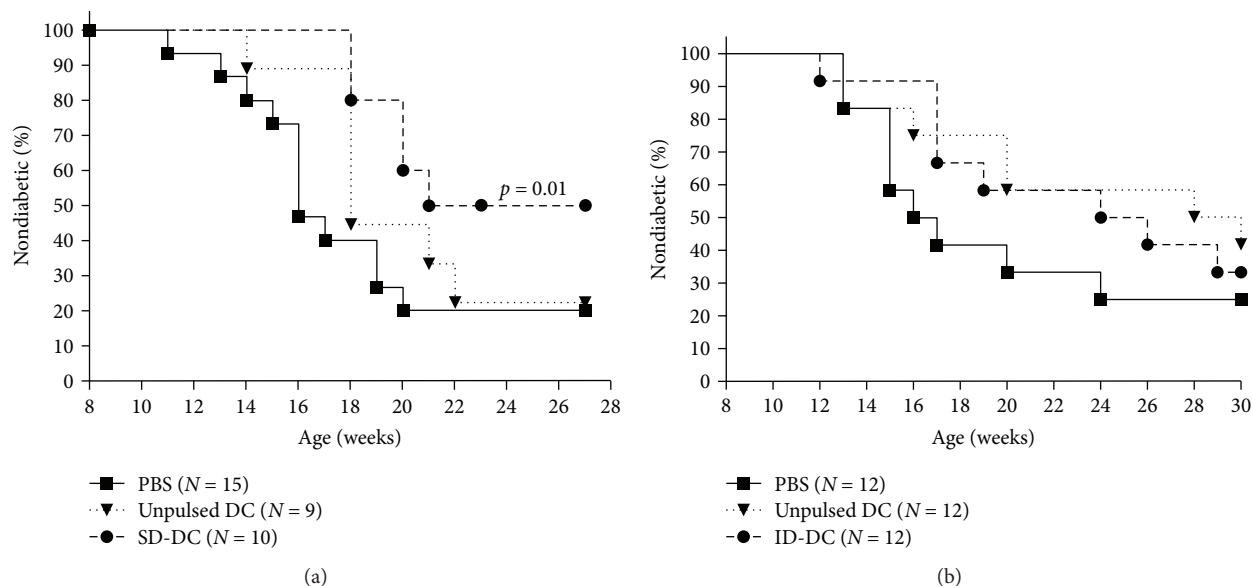 100
90
80
70
60
50
40
30
20
10
0
Nondiabetic (%)
p = 0.01
8 10 12 14 16 18 20 22 24 26 28
Age (weeks)
PBS (N = 15)
Unpulsed DC (N = 9)
SD-DC (N = 10)
(a)
100
90
80
70
60
50
40
30
20
10
0
Nondiabetic (%)
8 10 12 14 16 18 20 22 24 26 28 30
Age (weeks)
PBS (N = 12)
Unpulsed DC (N = 12)
ID-DC (N = 12)
(b)